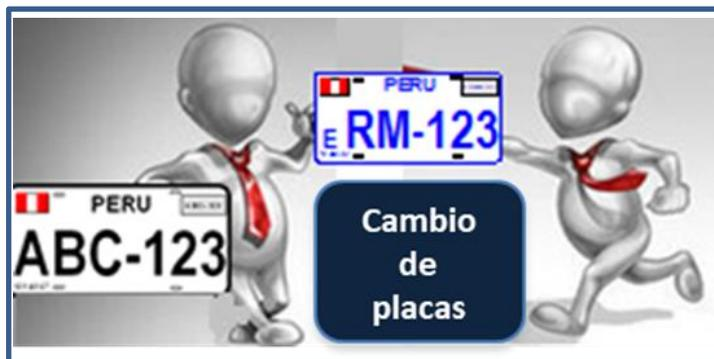 PERU
E RM-123
PERU
ABC-123
Cambio
de
placas